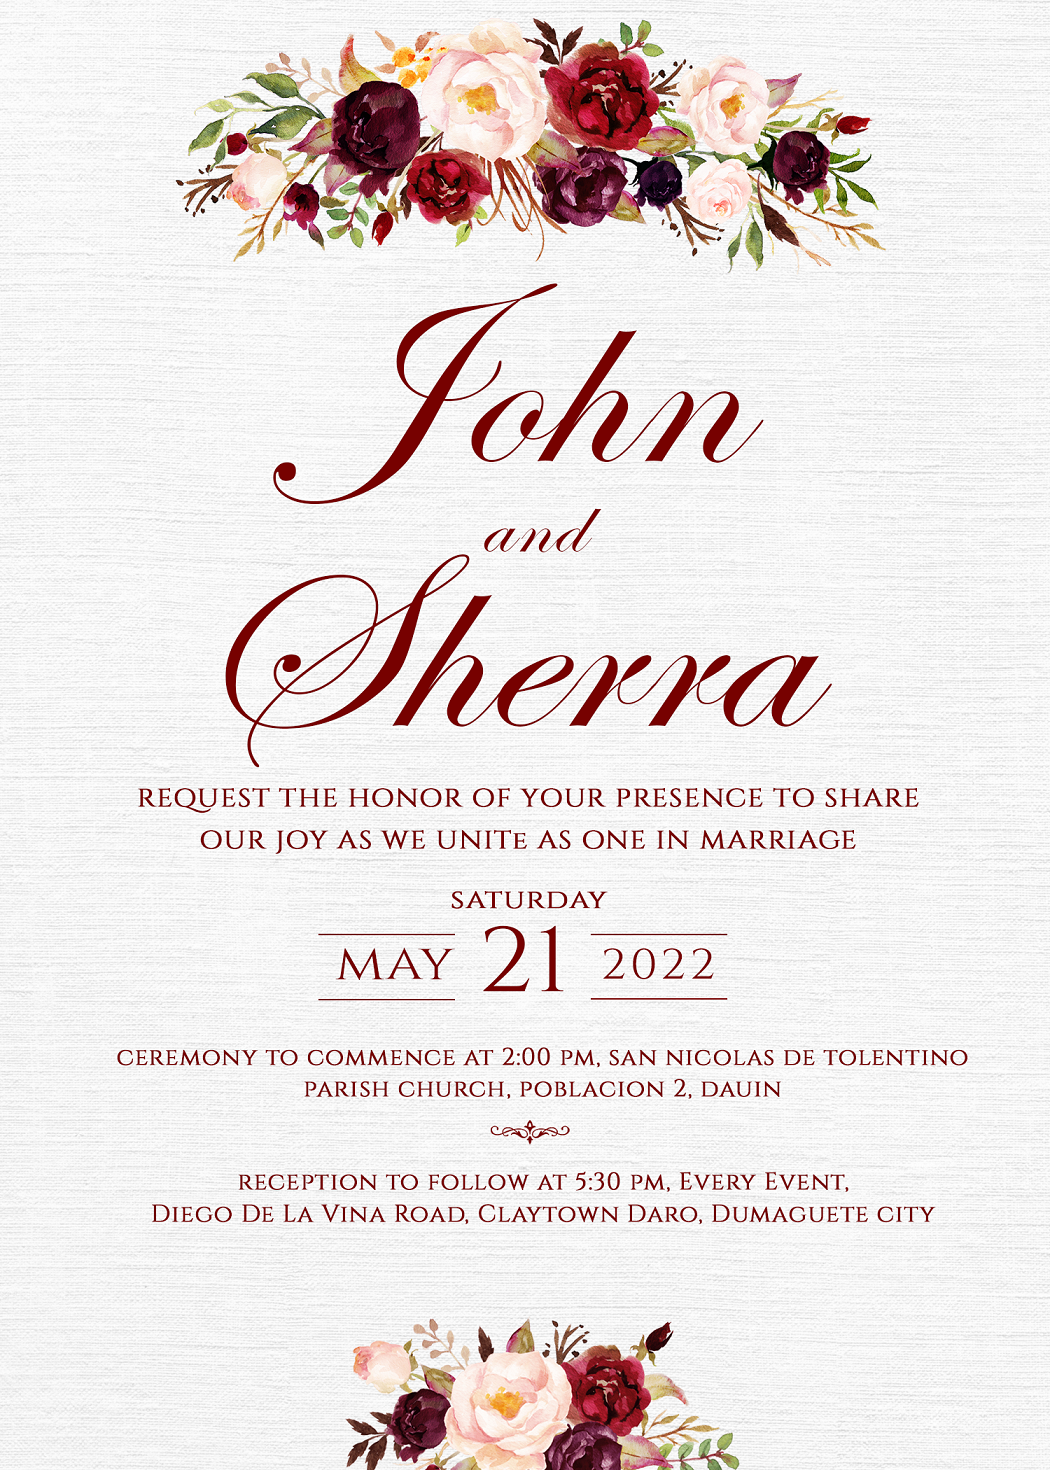 John
and
Sherra
REQUEST THE HONOR OF YOUR PRESENCE TO SHARE
OUR JOY AS WE UNITe AS ONE IN MARRIAGE
SATURDAY
MAY 21 2022
CEREMONY TO COMMENCE AT 2:00 PM, SAN NICOLAS DE TOLENTINO
PARISH CHURCH, POBLACION 2, DAUIN
RECEPTION TO FOLLOW AT 5:30 PM, EVERY EVENT,
DIEGO DE LA VINA ROAD, CLAYTOWN DARO, DUMAGUETE CITY